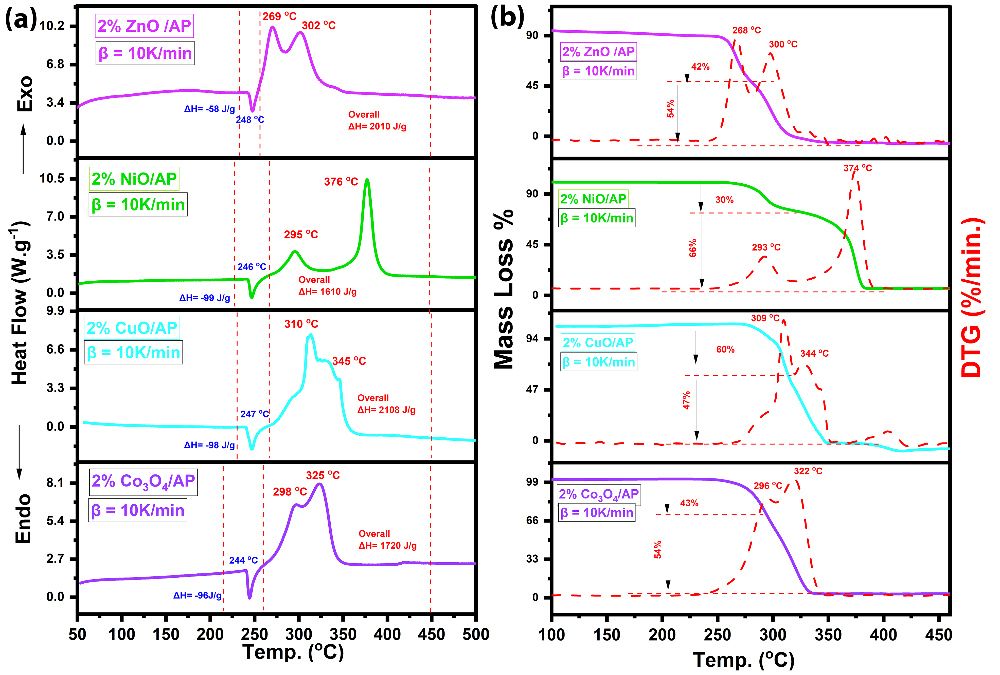 (a)
Exo
Heat Flow (W.g⁻¹)
Endo
2% ZnO /AP
β = 10K/min
269 °C
302 °C
ΔH= -58 J/g
248 °C
Overall
ΔH= 2010 J/g
10.2
6.8
3.4
0.0
2% NiO/AP
β = 10K/min
376 °C
295 °C
246 °C
Overall
ΔH= 1610 J/g
ΔH= -99 J/g
10.5
7.0
3.5
0.0
2% CuO/AP
β = 10K/min
310 °C
345 °C
247 °C
Overall
ΔH= 2108 J/g
ΔH= -98 J/g
9.9
6.6
3.3
0.0
2% Co₃O₄/AP
β = 10K/min
325 °C
298 °C
Overall
ΔH= 1720 J/g
244 °C
ΔH= -96J/g
8.1
5.4
2.7
0.0
50 100 150 200 250 300 350 400 450 500
Temp. (°C)
(b)
Mass Loss %
DTG (%/min.)
268 °C
300 °C
2% ZnO /AP
β = 10K/min
42%
54%
90
45
0
374 °C
2% NiO/AP
β = 10K/min
30%
66%
293 °C
90
45
0
309 °C
2% CuO/AP
β = 10K/min
60%
344 °C
47%
94
47
0
322 °C
296 °C
2% Co₃O₄/AP
β = 10K/min
43%
54%
99
66
33
0
100 150 200 250 300 350 400 450
Temp. (°C)